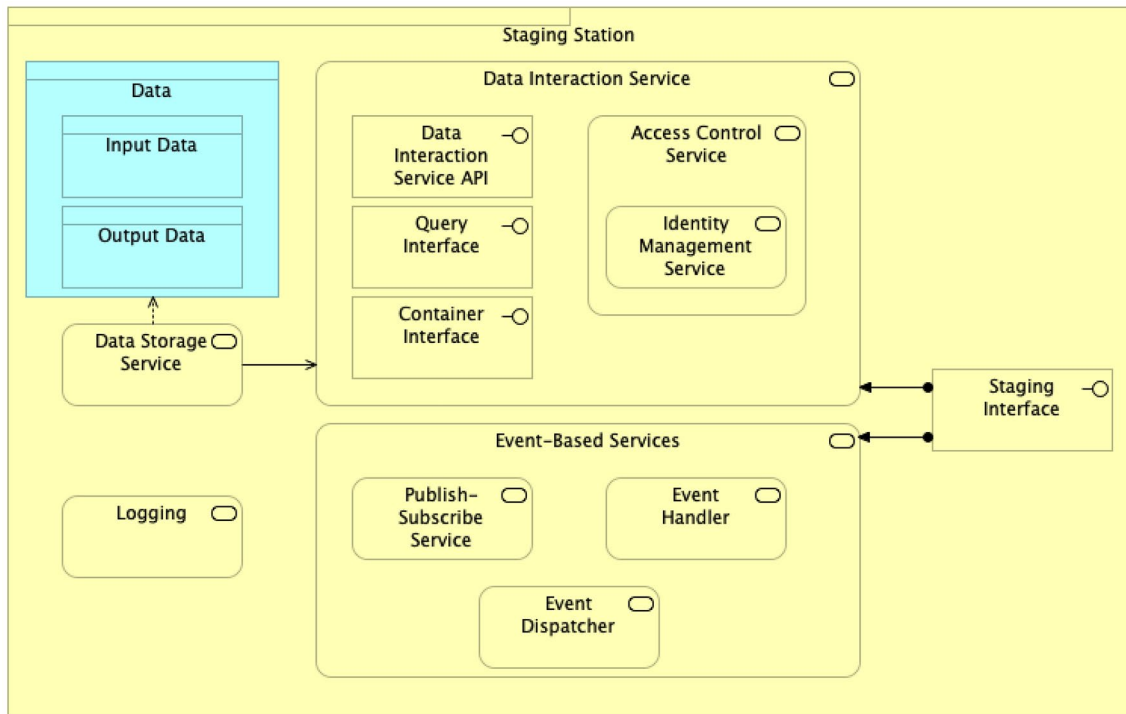 Staging Station
Data
Input Data
Output Data
Data Storage
Service
Logging
Data Interaction Service
Data
Interaction
Service API
Query
Interface
Container
Interface
Access Control
Service
Identity
Management
Service
Event-Based Services
Publish-
Subscribe
Service
Event
Handler
Event
Dispatcher
Staging
Interface